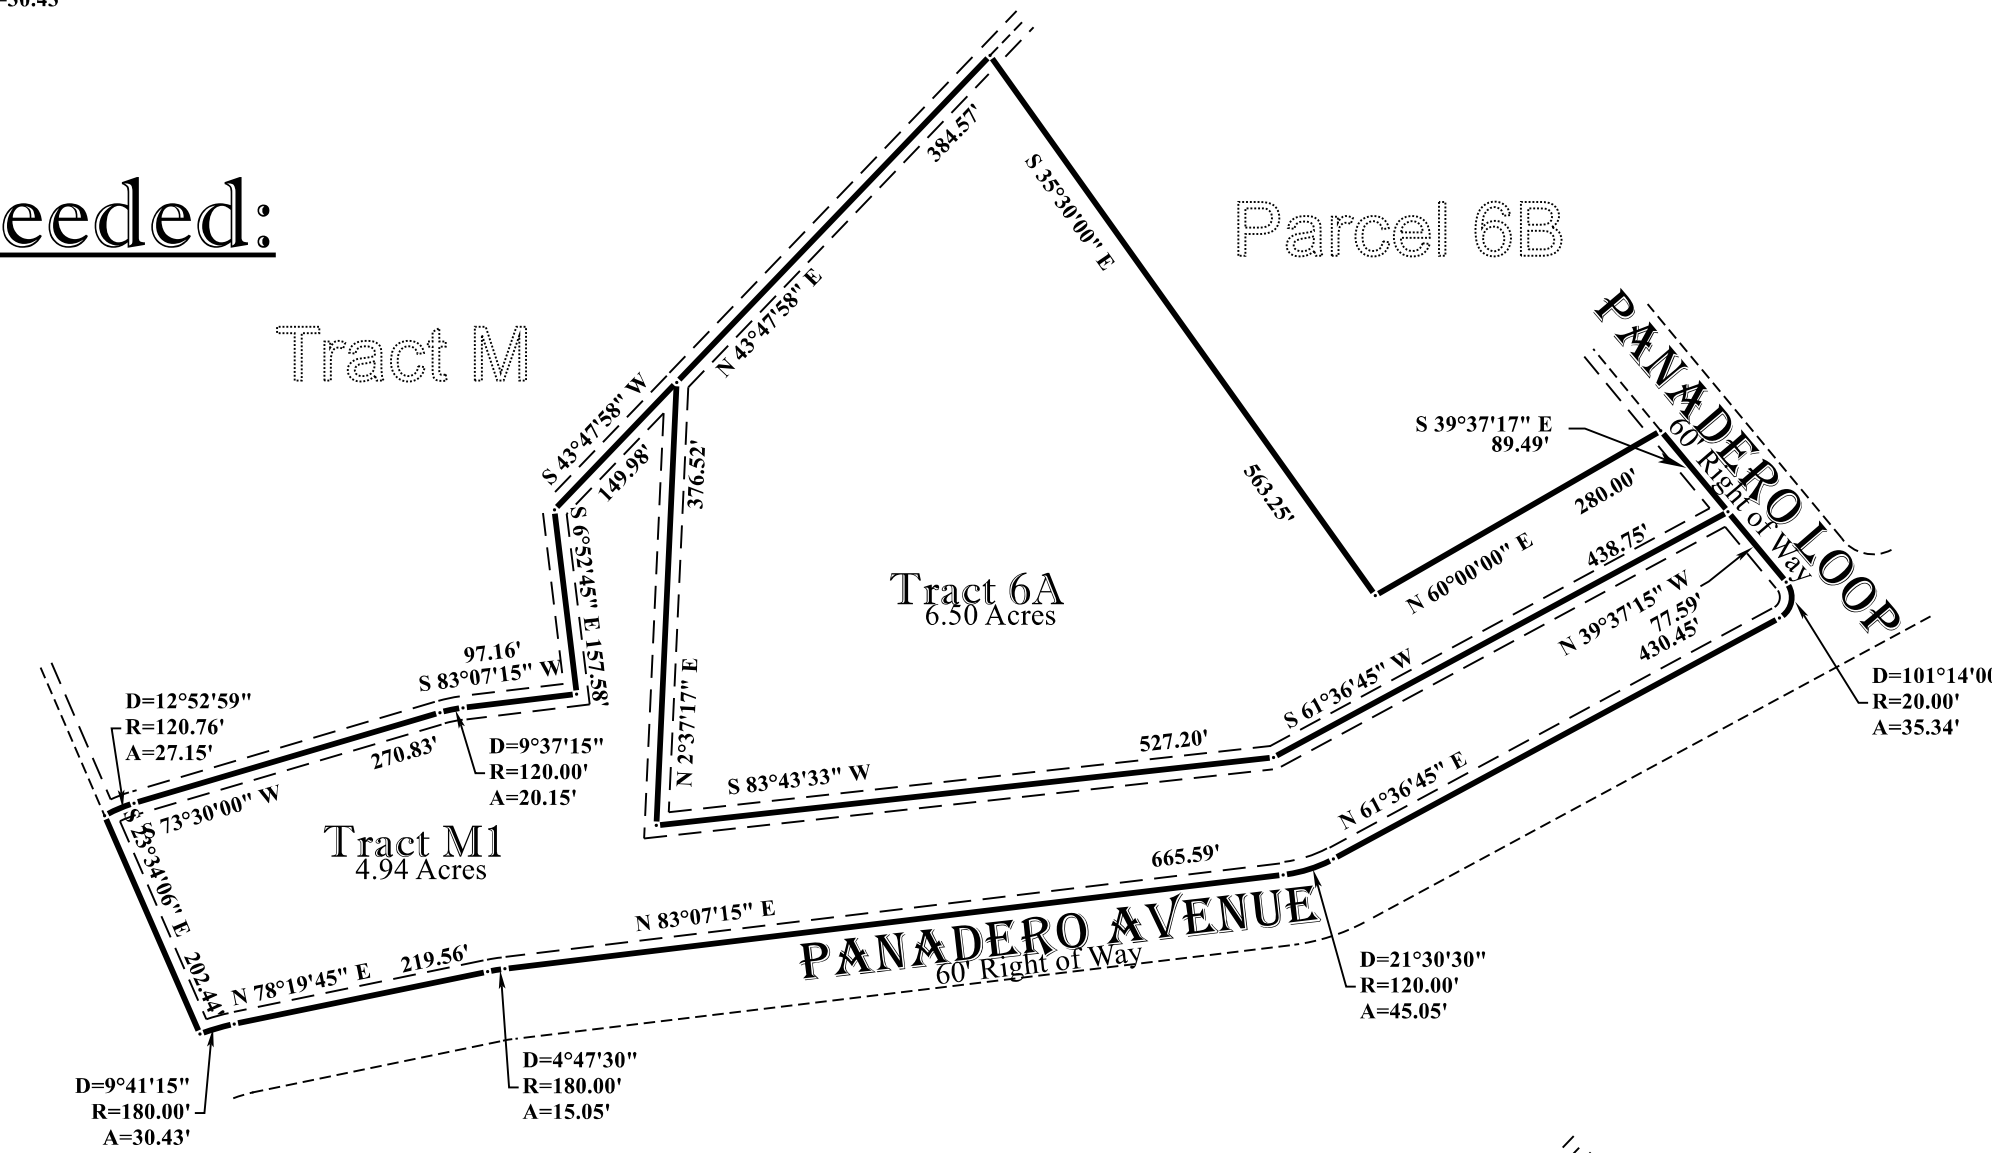 =30.43'
eeded:
Tract M
Parcel 6B
384.57'
S 35°30'00" E
563.25'
N 43°47'58" E
S 43°47'58" W
149.98'
376.52'
N 2°37'17" E
S 6°52'45" E 157.58'
PANADERO LOOP
60' Right of Way
S 39°37'17" E
89.49'
280.00'
N 60°00'00" E
438.75'
S 61°36'45" W
N 39°37'15" W
77.59'
430.45'
N 61°36'45" E
D=101°14'00
R=20.00'
A=35.34'
Tract 6A
6.50 Acres
527.20'
S 83°43'33" W
97.16'
S 83°07'15" W
D=12°52'59"
R=120.76'
A=27.15'
270.83'
S 73°30'00" W
D=9°37'15"
R=120.00'
A=20.15'
Tract M1
4.94 Acres
S 23°34'06" E 202.44'
N 78°19'45" E
219.56'
N 83°07'15" E
665.59'
PANADERO AVENUE
60' Right of Way
D=21°30'30"
R=120.00'
A=45.05'
D=4°47'30"
R=180.00'
A=15.05'
D=9°41'15"
R=180.00'
A=30.43'